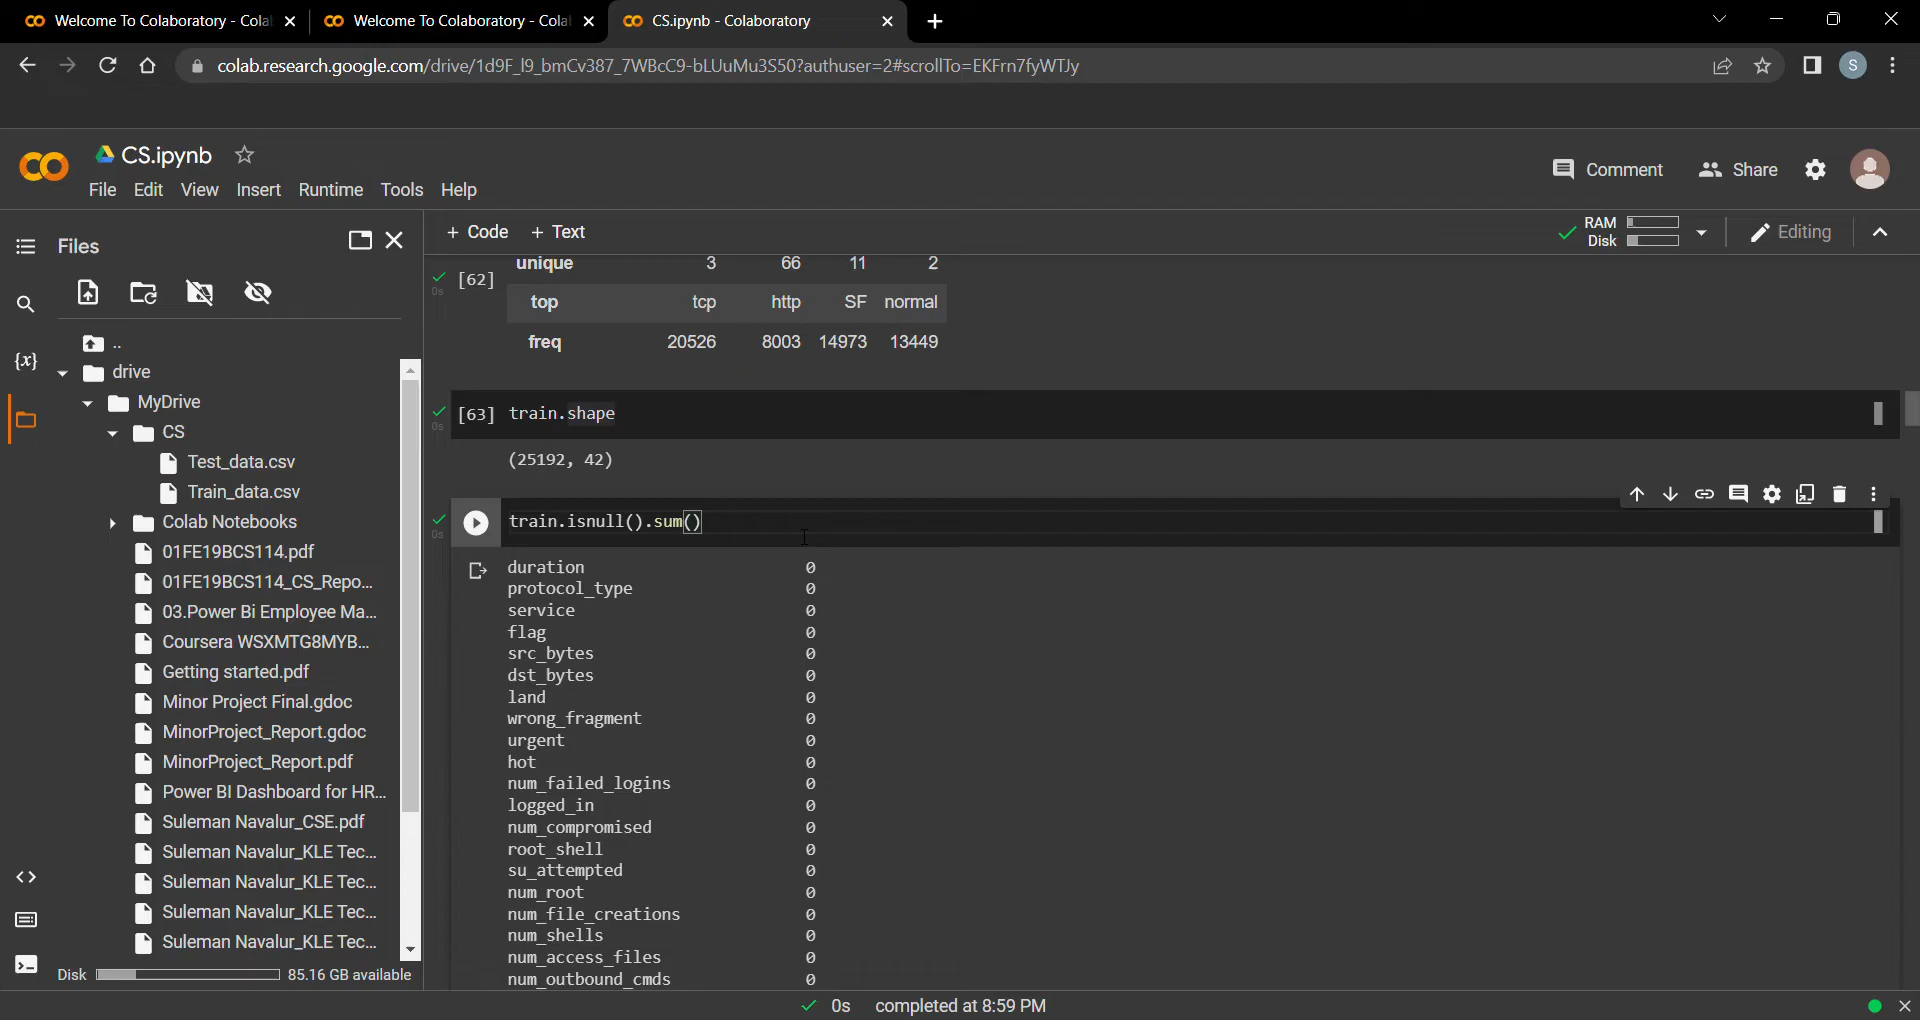 Welcome To Colaboratory - Cola
Welcome To Colaboratory - Cola
CS.ipynb - Colaboratory
colab.research.google.com/drive/1d9F_l9_bmCv387_7WBcC9-bLUuMu3S50?authuser=2#scrollTo=EKFrn7fyWTJy
S
CS.ipynb
File Edit View Insert Runtime Tools Help
Comment
Share
Files
+ Code + Text
RAM
Disk
Editing
{x}
..
drive
MyDrive
CS
Test_data.csv
Train_data.csv
Colab Notebooks
01FE19BCS114.pdf
01FE19BCS114_CS_Repo...
03.Power Bi Employee Ma...
Coursera WSXMTG8MYB...
Getting started.pdf
Minor Project Final.gdoc
MinorProject_Report.gdoc
MinorProject_Report.pdf
Power BI Dashboard for HR...
Suleman Navalur_CSE.pdf
Suleman Navalur_KLE Tec...
Suleman Navalur_KLE Tec...
Suleman Navalur_KLE Tec...
Suleman Navalur_KLE Tec...
Disk 85.16 GB available
[62]
0s
unique 3 66 11 2
top tcp http SF normal
freq 20526 8003 14973 13449
[63] train.shape
0s
(25192, 42)
train.isnull().sum()
0s
duration 0
protocol_type 0
service 0
flag 0
src_bytes 0
dst_bytes 0
land 0
wrong_fragment 0
urgent 0
hot 0
num_failed_logins 0
logged_in 0
num_compromised 0
root_shell 0
su_attempted 0
num_root 0
num_file_creations 0
num_shells 0
num_access_files 0
num_outbound_cmds 0
0s completed at 8:59 PM